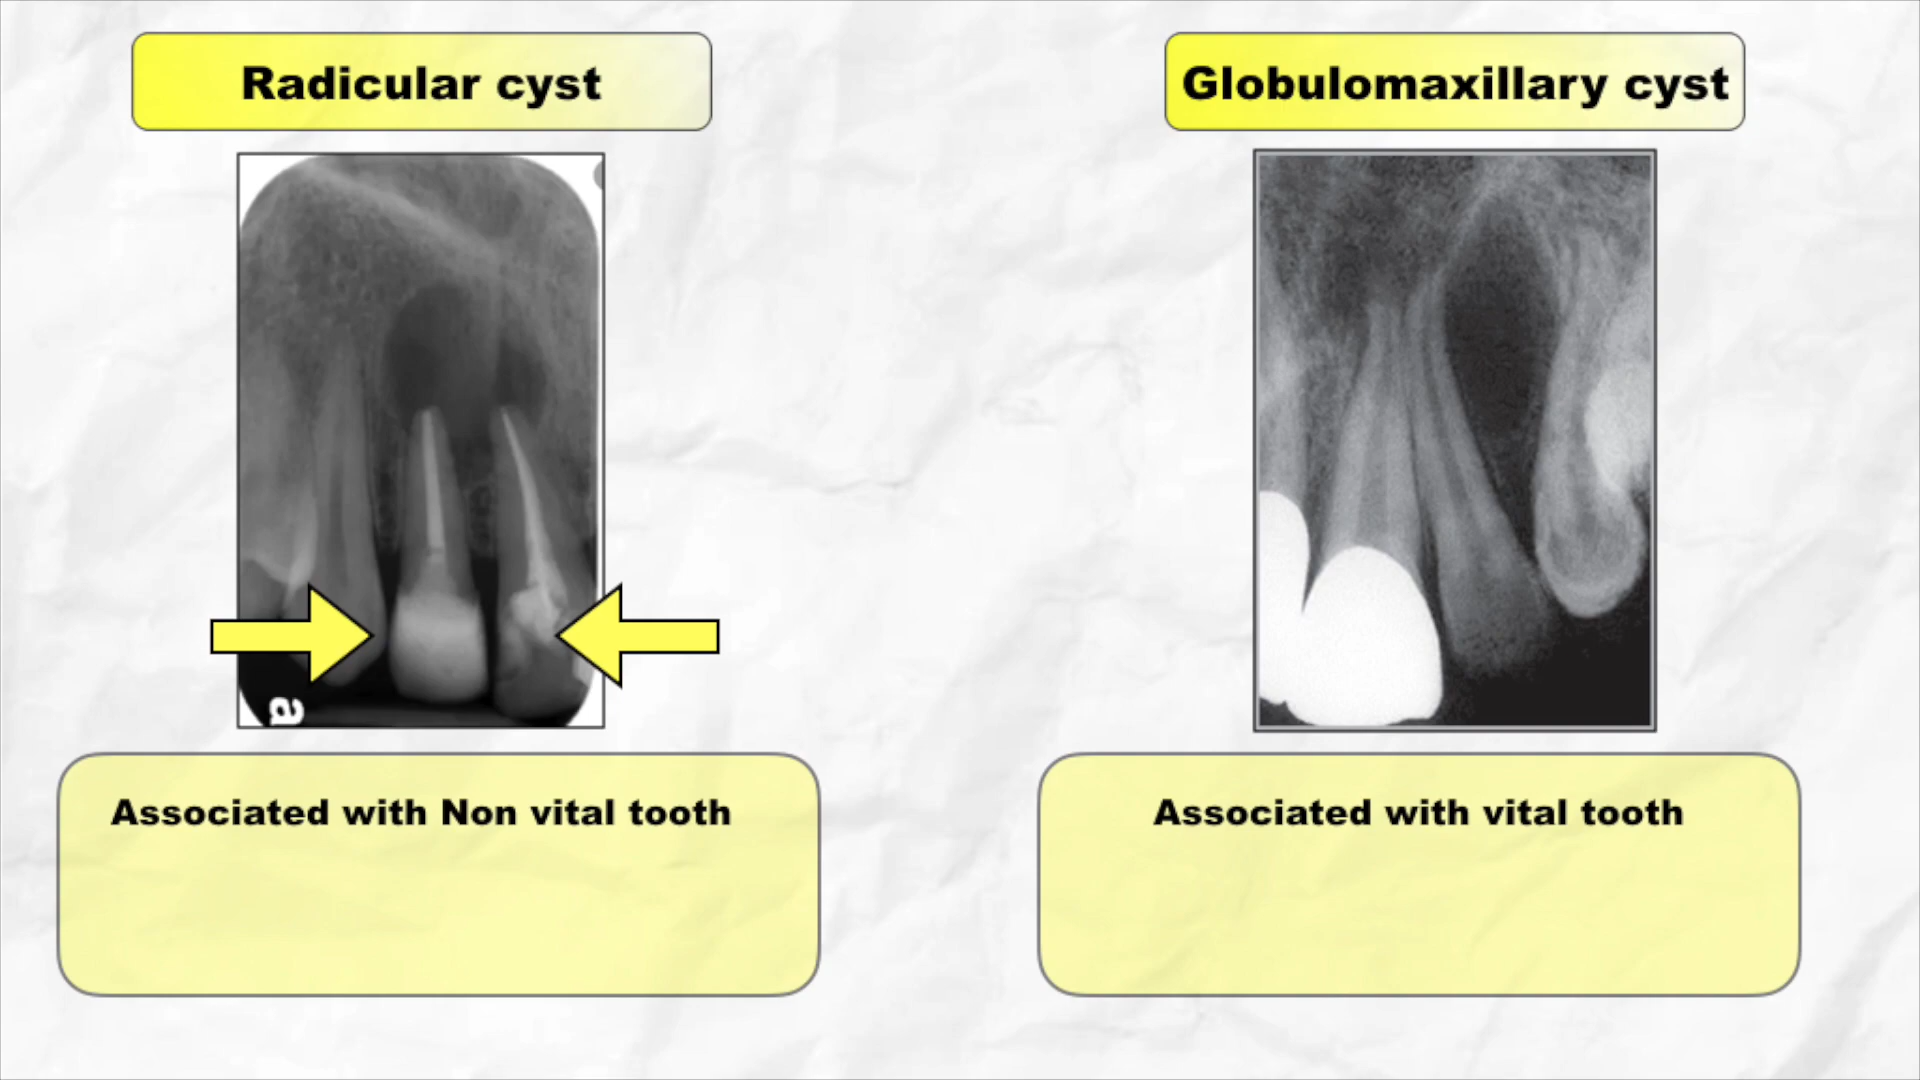 Radicular cyst
Globulomaxillary cyst
a
Associated with Non vital tooth
Associated with vital tooth